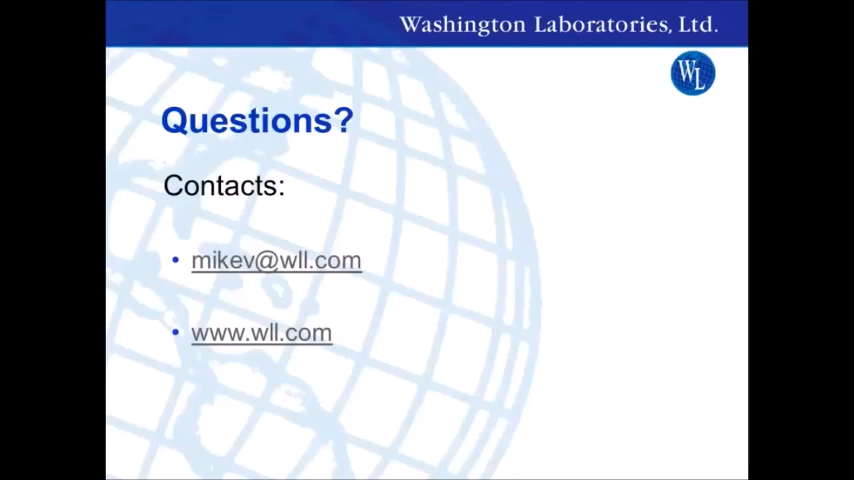 Washington Laboratories, Ltd.
WL
Questions?
Contacts:
• mikev@wll.com
• www.wll.com